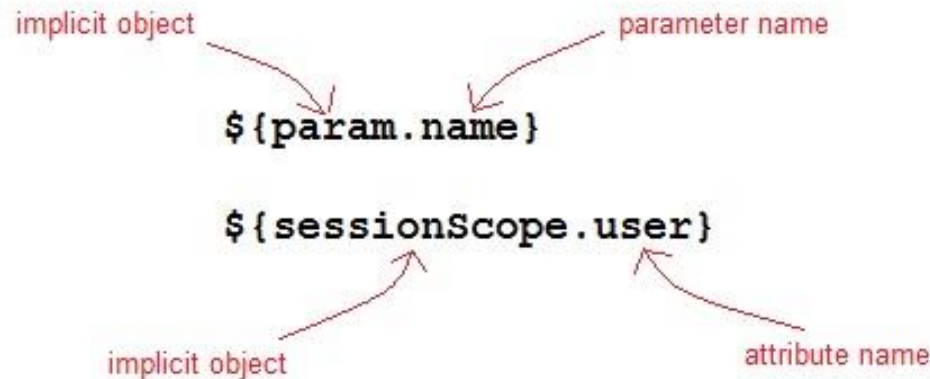 implicit object parameter name
${param.name}
${sessionScope.user}
implicit object attribute name